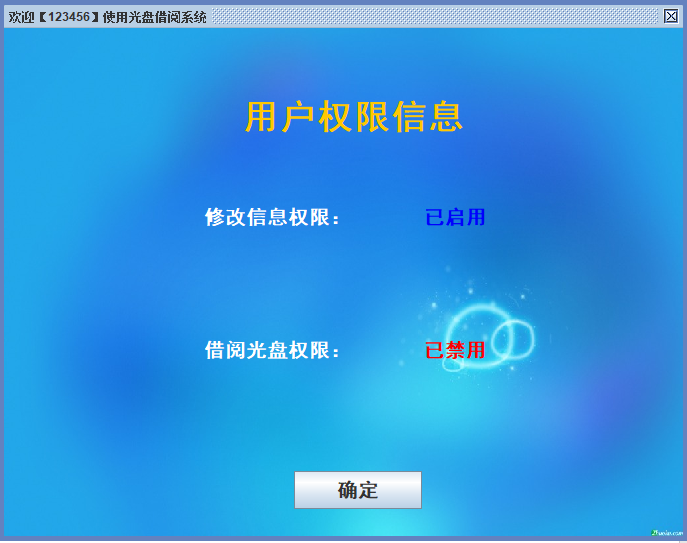 欢迎【123456】使用光盘借阅系统
用户权限信息
修改信息权限： 已启用
借阅光盘权限： 已禁用
确定